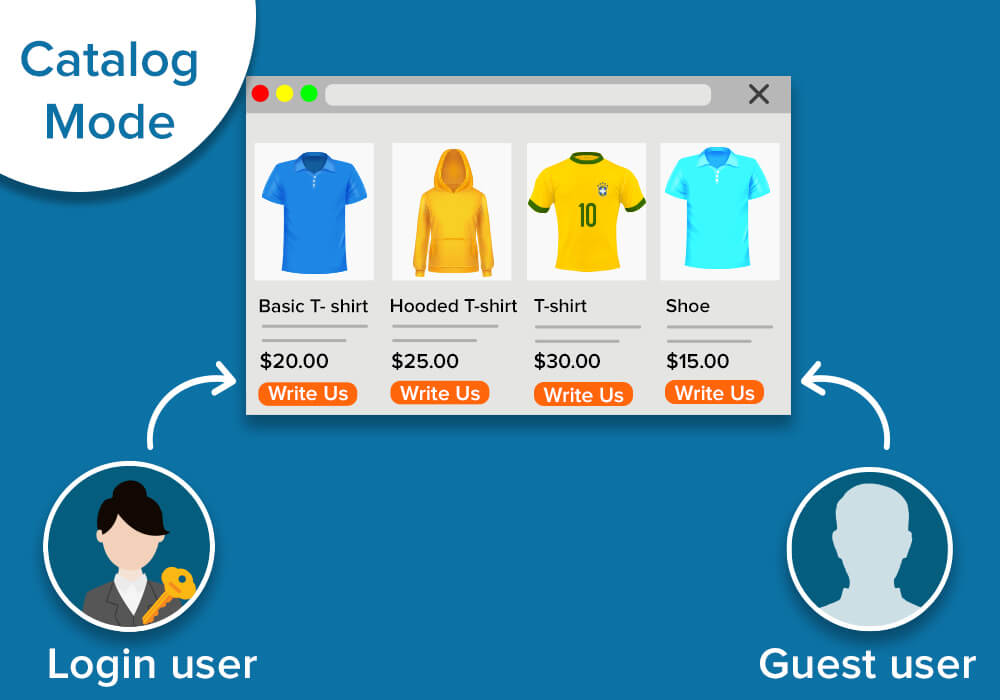 Catalog
Mode
10
Basic T- shirt
Hooded T-shirt
T-shirt
Shoe
$20.00
$25.00
$30.00
$15.00
Write Us
Write Us
Write Us
Write Us
Login user
Guest user